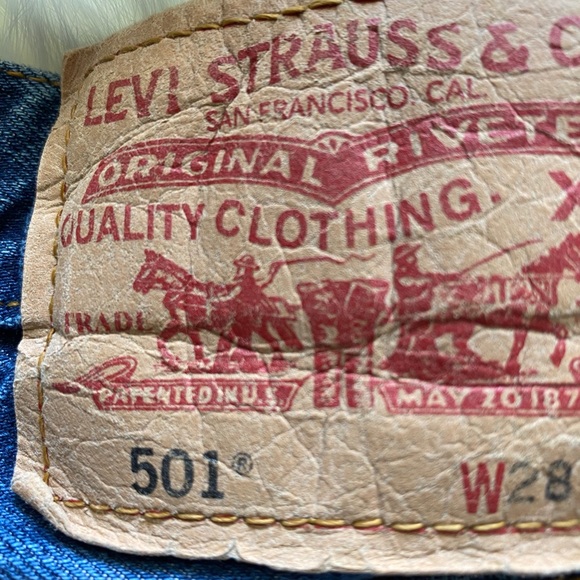 LEVI STRAUSS & C
SAN FRANCISCO. CAL.
ORIGINAL RIVETE
QUALITY CLOTHING. X
TRADE
PATENTED IN U.S. MAY 20 187
501® W28